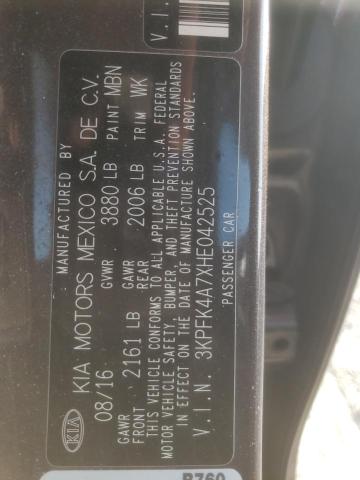 MANUFACTURED BY
KIA KIA MOTORS MEXICO S.A. DE C.V.
08/16 GVWR 3880 LB PAINT MBN
GAWR FRONT 2161 LB GAWR REAR 2006 LB TRIM WK
THIS VEHICLE CONFORMS TO ALL APPLICABLE U.S.A. FEDERAL
MOTOR VEHICLE SAFETY, BUMPER, AND THEFT PREVENTION STANDARDS
IN EFFECT ON THE DATE OF MANUFACTURE SHOWN ABOVE.
V.I.N. 3KPFK4A7XHE042525
PASSENGER CAR
V.I.
B760